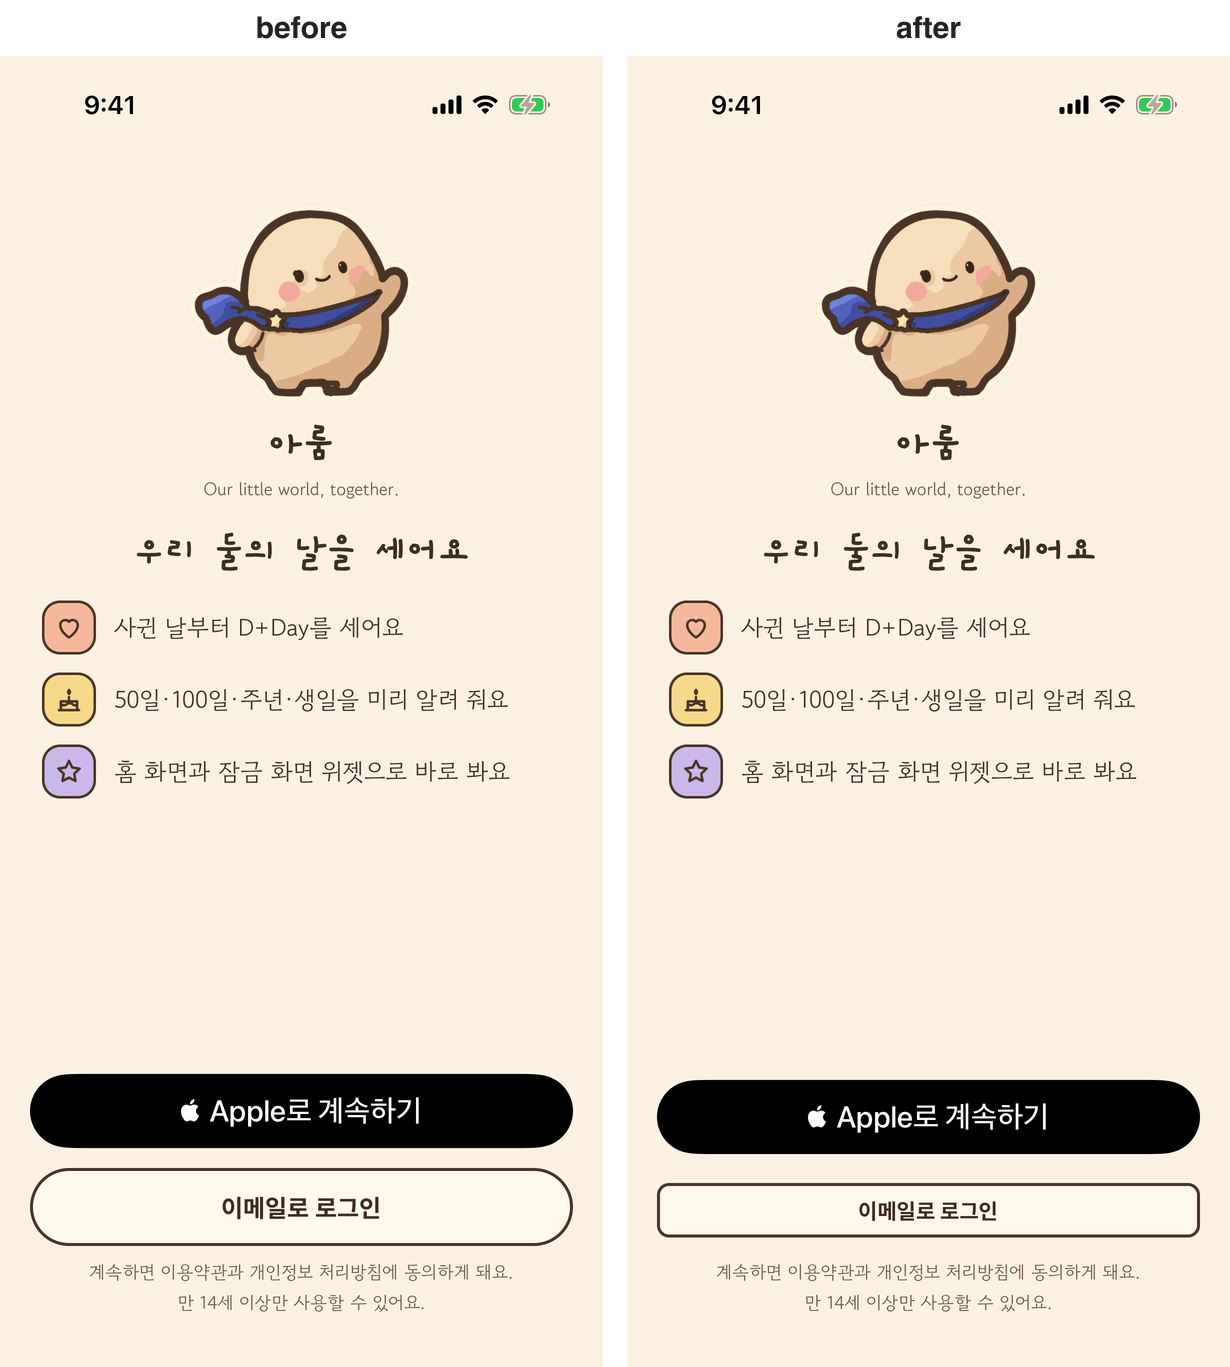 before
after
9:41
아룸
Our little world, together.
우리 둘의 날을 세어요
사귄 날부터 D+Day를 세어요
50일·100일·주년·생일을 미리 알려 줘요
홈 화면과 잠금 화면 위젯으로 바로 봐요
Apple로 계속하기
이메일로 로그인
계속하면 이용약관과 개인정보 처리방침에 동의하게 돼요.
만 14세 이상만 사용할 수 있어요.
9:41
아룸
Our little world, together.
우리 둘의 날을 세어요
사귄 날부터 D+Day를 세어요
50일·100일·주년·생일을 미리 알려 줘요
홈 화면과 잠금 화면 위젯으로 바로 봐요
Apple로 계속하기
이메일로 로그인
계속하면 이용약관과 개인정보 처리방침에 동의하게 돼요.
만 14세 이상만 사용할 수 있어요.